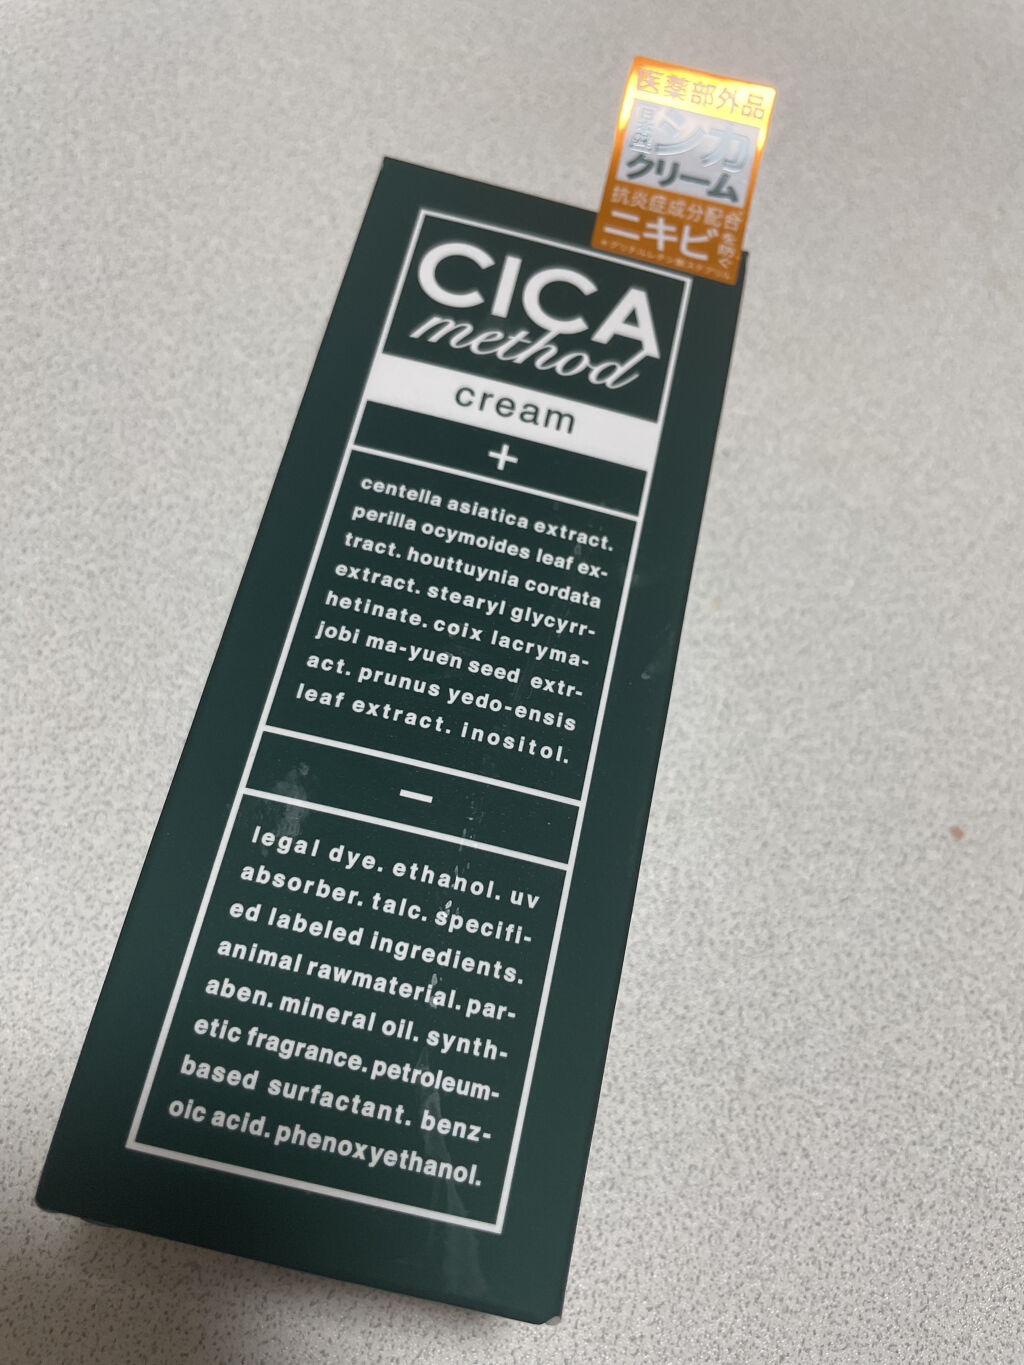 医薬部外品
シカ
クリーム
抗炎症成分配合
ニキビ
を防ぐ
CICA
method
cream
+
centella asiatica extract.
perilla ocymoides leaf ex-
tract. houttuynia cordata
extract. stearyl glycyrr-
hetinate. coix lacryma-
jobi ma-yuen seed extr-
act. prunus yedo-ensis
leaf extract. inositol.
−
legal dye. ethanol. uv
absorber. talc. specifi-
ed labeled ingredients.
animal rawmaterial. par-
aben. mineral oil. synth-
etic fragrance. petroleum-
based surfactant. benz-
oic acid. phenoxyethanol.